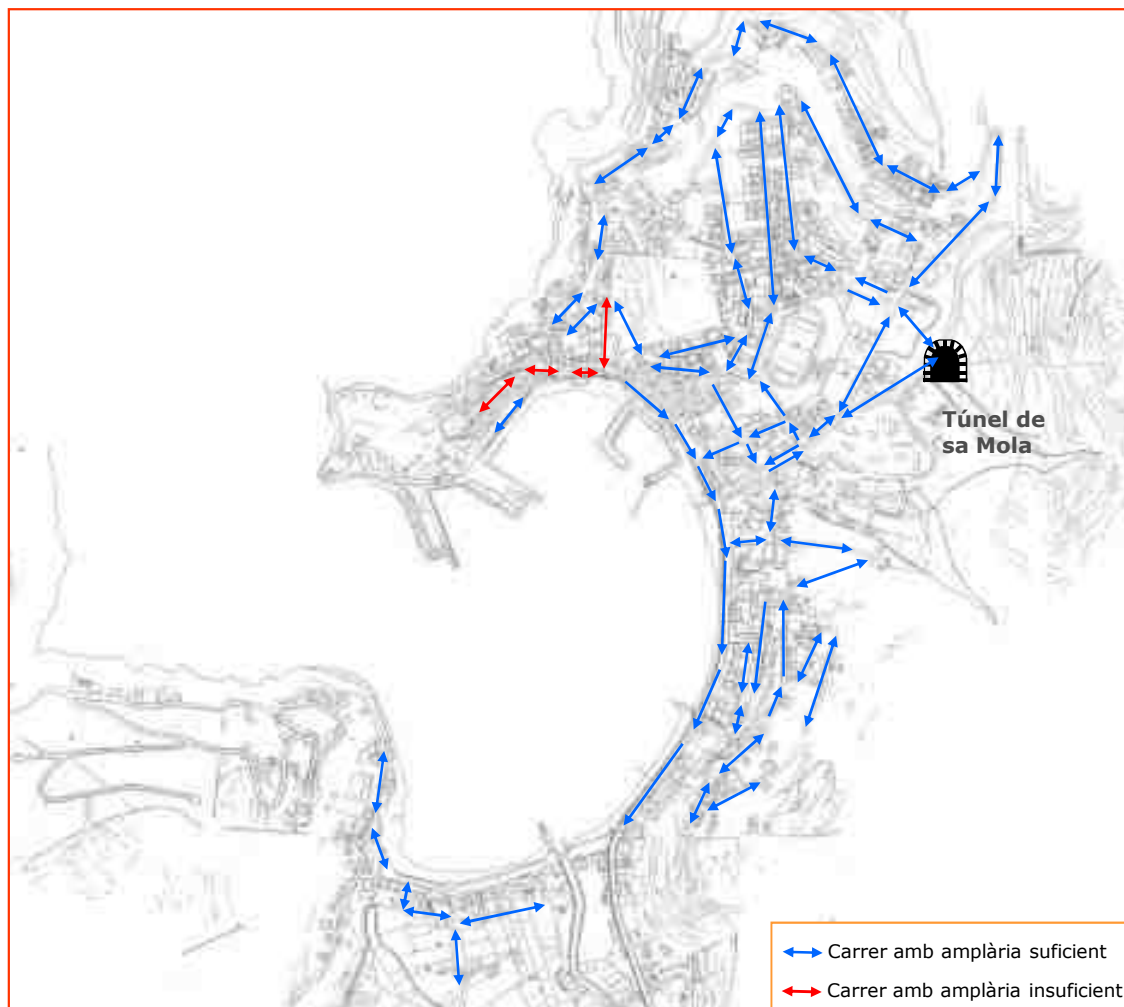 Túnel de
sa Mola
Carrer amb amplària suficient
Carrer amb amplària insuficient